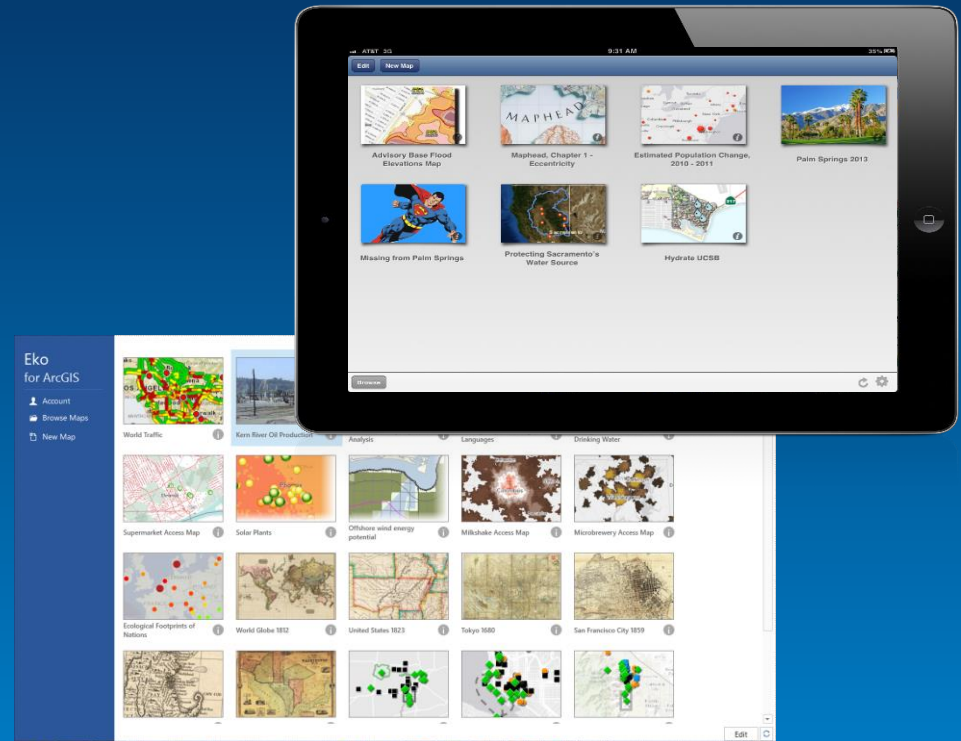 AT&T 3G
9:31 AM
35%
Edit
New Map
MAPHEAD
Advisory Base Flood
Elevations Map
Maphead, Chapter 1 -
Eccentricity
Estimated Population Change,
2010 - 2011
Palm Springs 2013
Missing from Palm Springs
Protecting Sacramento's
Water Source
Hydrate UCSB
Browse
Eko
for ArcGIS
Account
Browse Maps
New Map
World Traffic
Kern River Oil Production
Analysis
Languages
Drinking Water
Supermarket Access Map
Solar Plants
Offshore wind energy
potential
Milkshake Access Map
Microbrewery Access Map
Ecological Footprints of
Nations
World Globe 1812
United States 1823
Tokyo 1680
San Francisco City 1859
Edit